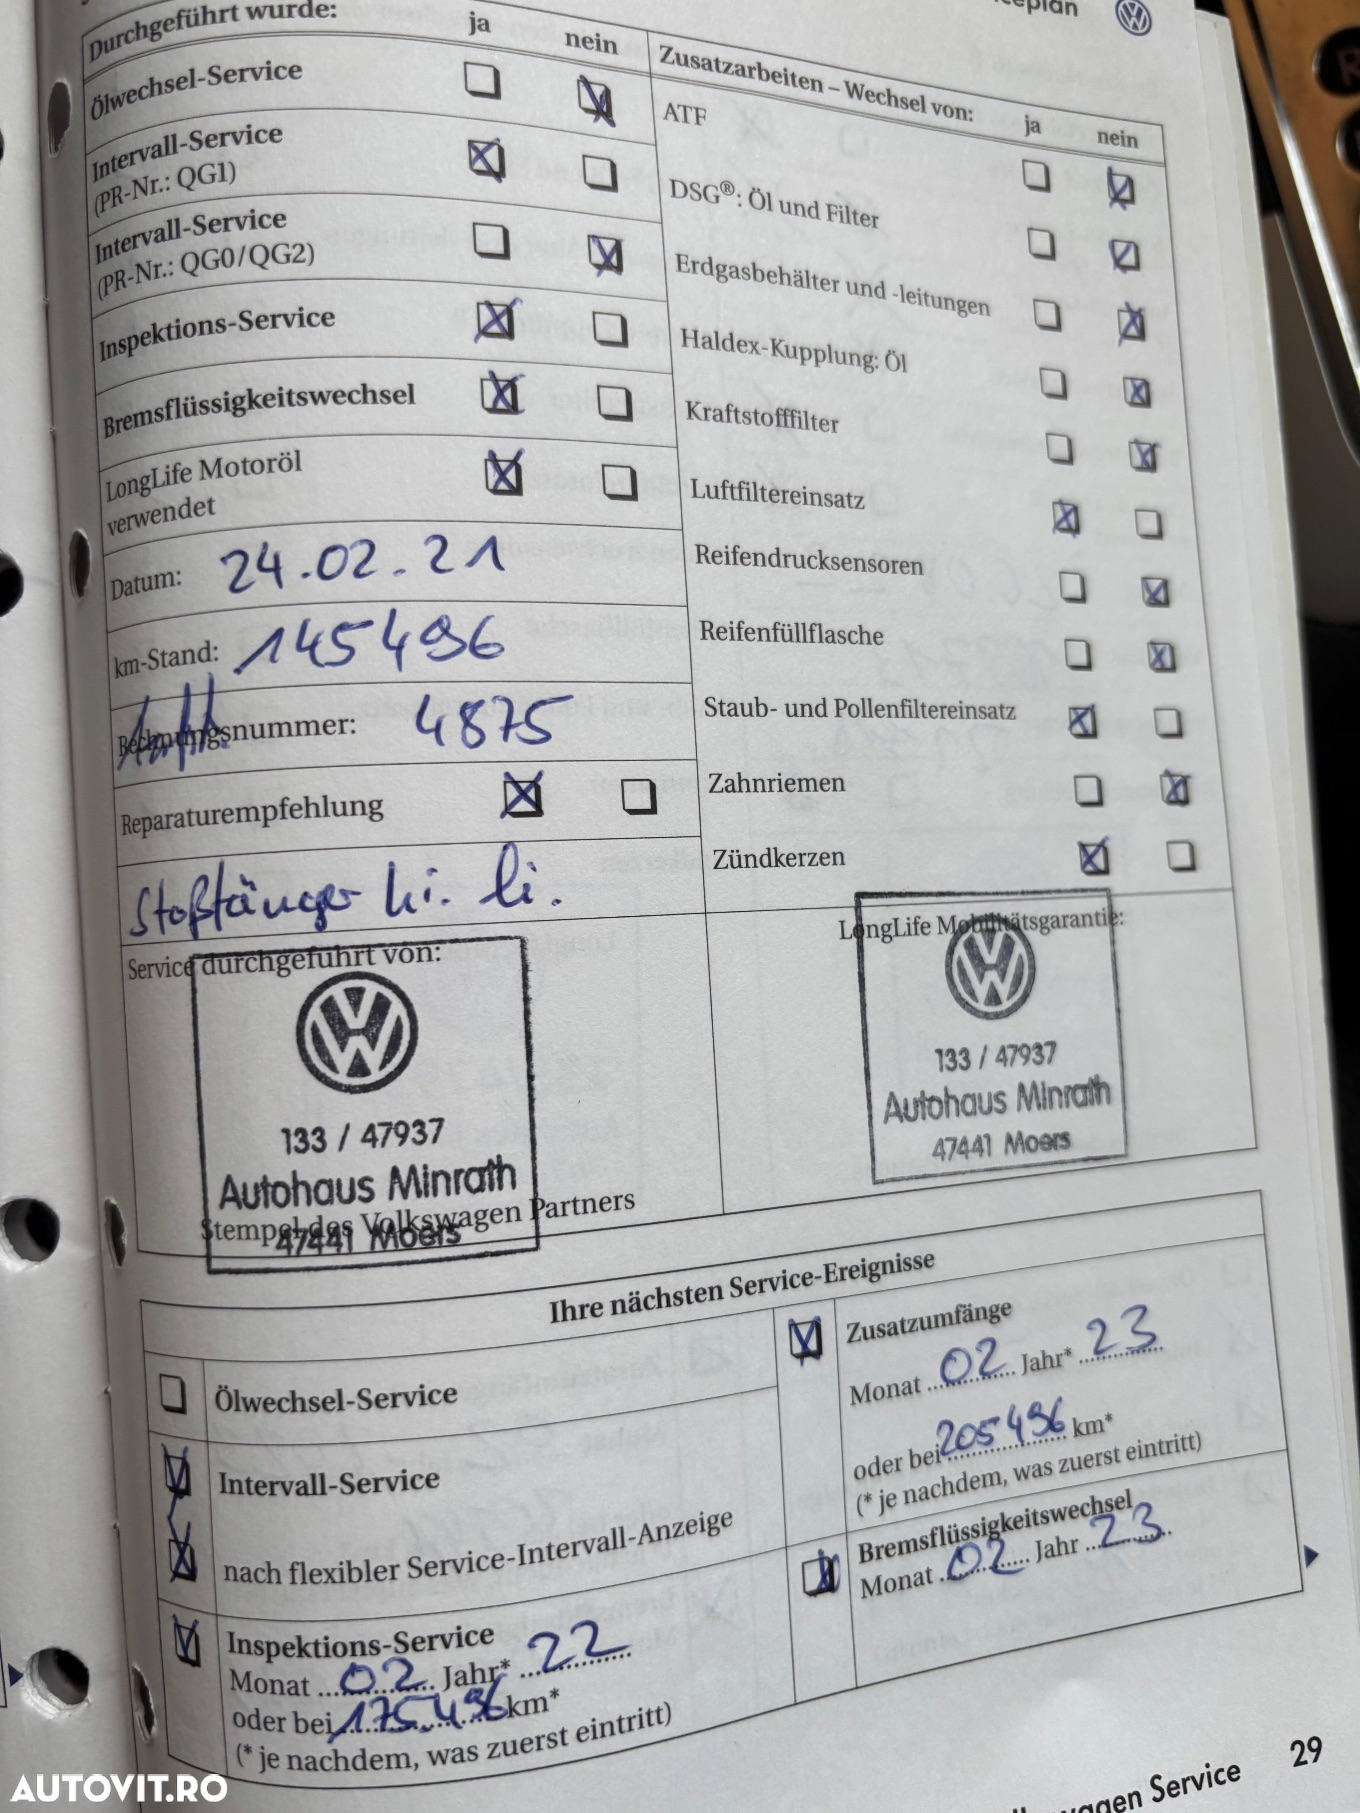 Durchgeführt wurde: ja nein
Ölwechsel-Service
Intervall-Service
(PR-Nr.: QG1)
Intervall-Service
(PR-Nr.: QG0/QG2)
Inspektions-Service
Bremsflüssigkeitswechsel
LongLife Motoröl
verwendet
Datum: 24.02.21
km-Stand: 145496
Rechnungsnummer: 4875
Reparaturempfehlung
Stoßfänger hi. li.
Service durchgeführt von:
133 / 47937
Autohaus Minrath
47441 Moers
Stempel des Volkswagen Partners
Zusatzarbeiten – Wechsel von: ja nein
ATF
DSG®: Öl und Filter
Erdgasbehälter und -leitungen
Haldex-Kupplung: Öl
Kraftstofffilter
Luftfiltereinsatz
Reifendrucksensoren
Reifenfüllflasche
Staub- und Pollenfiltereinsatz
Zahnriemen
Zündkerzen
LongLife Mobilitätsgarantie:
133 / 47937
Autohaus Minrath
47441 Moers
Ihre nächsten Service-Ereignisse
Ölwechsel-Service
Intervall-Service
nach flexibler Service-Intervall-Anzeige
Inspektions-Service
Monat 02 Jahr* 22
oder bei 175.496 km*
(* je nachdem, was zuerst eintritt)
Zusatzumfänge
Monat 02 Jahr* 23
oder bei 205496 km*
(* je nachdem, was zuerst eintritt)
Bremsflüssigkeitswechsel
Monat 02 Jahr 23
Service 29
AUTOVIT.RO